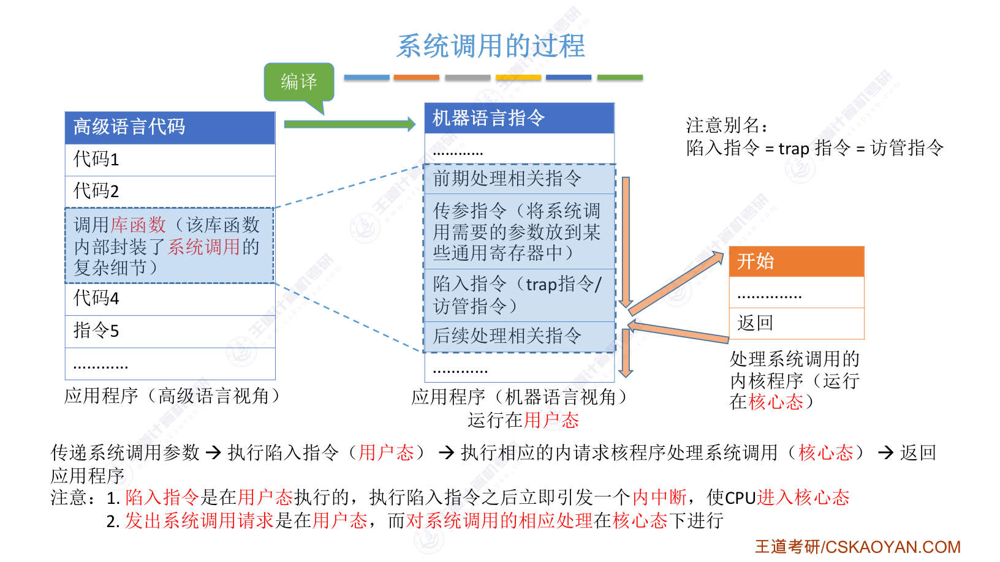 系统调用的过程
编译
高级语言代码
代码1
代码2
调用库函数（该库函数
内部封装了系统调用的
复杂细节）
代码4
指令5
…………
应用程序（高级语言视角）
机器语言指令
…………
前期处理相关指令
传参指令（将系统调
用需要的参数放到某
些通用寄存器中）
陷入指令（trap指令/
访管指令）
后续处理相关指令
…………
应用程序（机器语言视角）
运行在用户态
注意别名：
陷入指令 = trap 指令 = 访管指令
开始
…………..
返回
处理系统调用的
内核程序（运行
在核心态）
传递系统调用参数 → 执行陷入指令（用户态） → 执行相应的内请求核程序处理系统调用（核心态） → 返回
应用程序
注意：1. 陷入指令是在用户态执行的，执行陷入指令之后立即引发一个内中断，使CPU进入核心态
2. 发出系统调用请求是在用户态，而对系统调用的相应处理在核心态下进行
王道考研/CSKAOYAN.COM